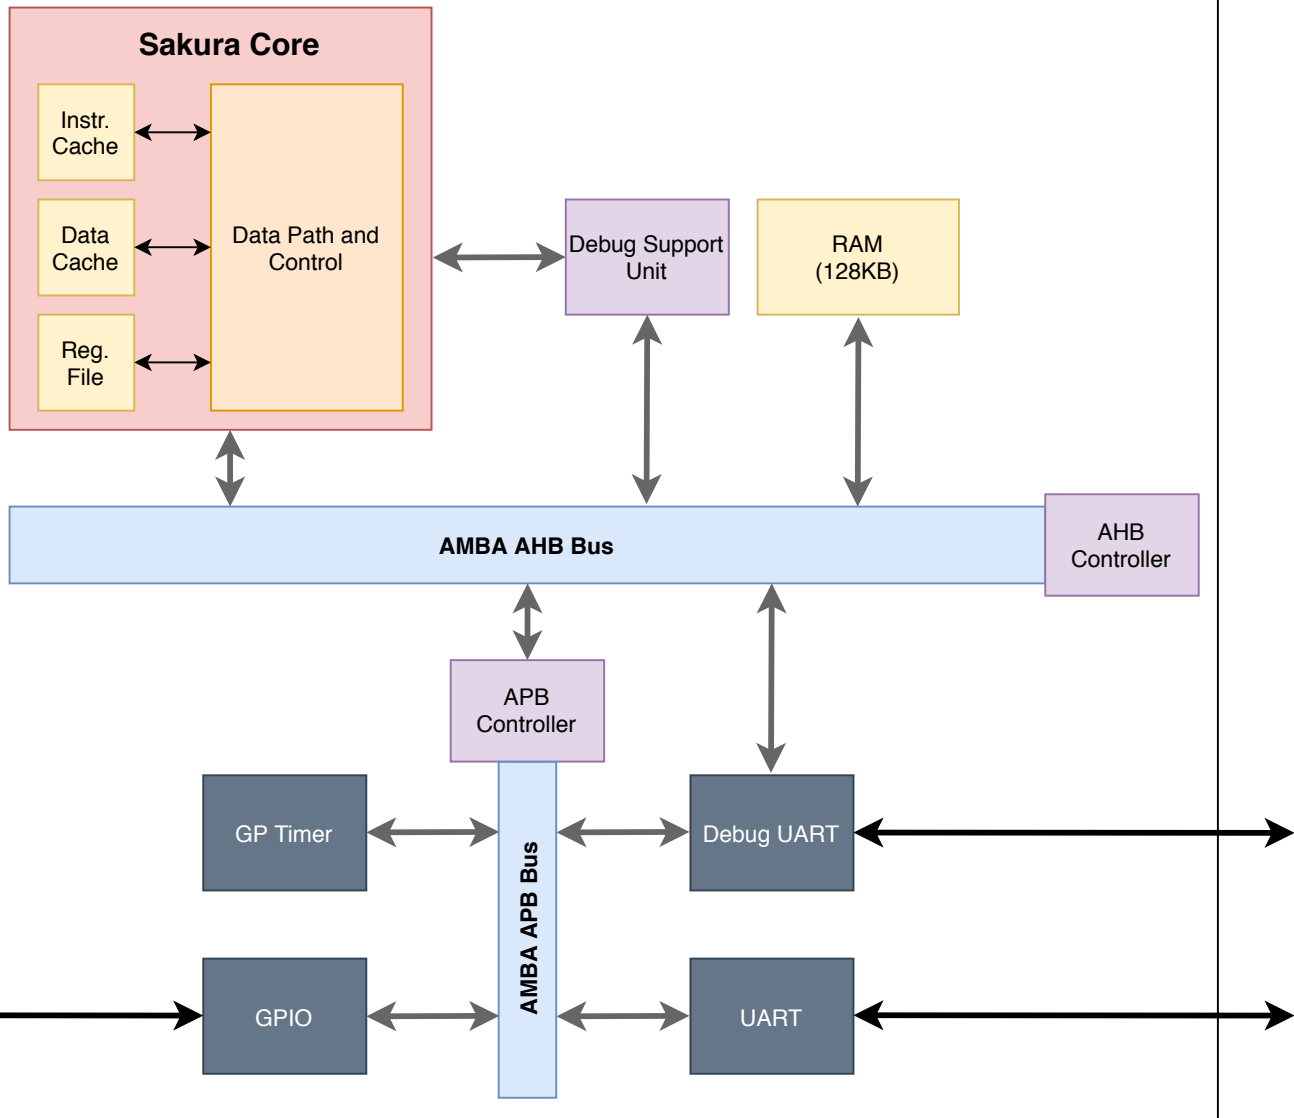 Sakura Core
Instr.
Cache
Data
Cache
Reg.
File
Data Path and
Control
Debug Support
Unit
RAM
(128KB)
AMBA AHB Bus
AHB
Controller
APB
Controller
GP Timer
AMBA APB Bus
Debug UART
GPIO
UART